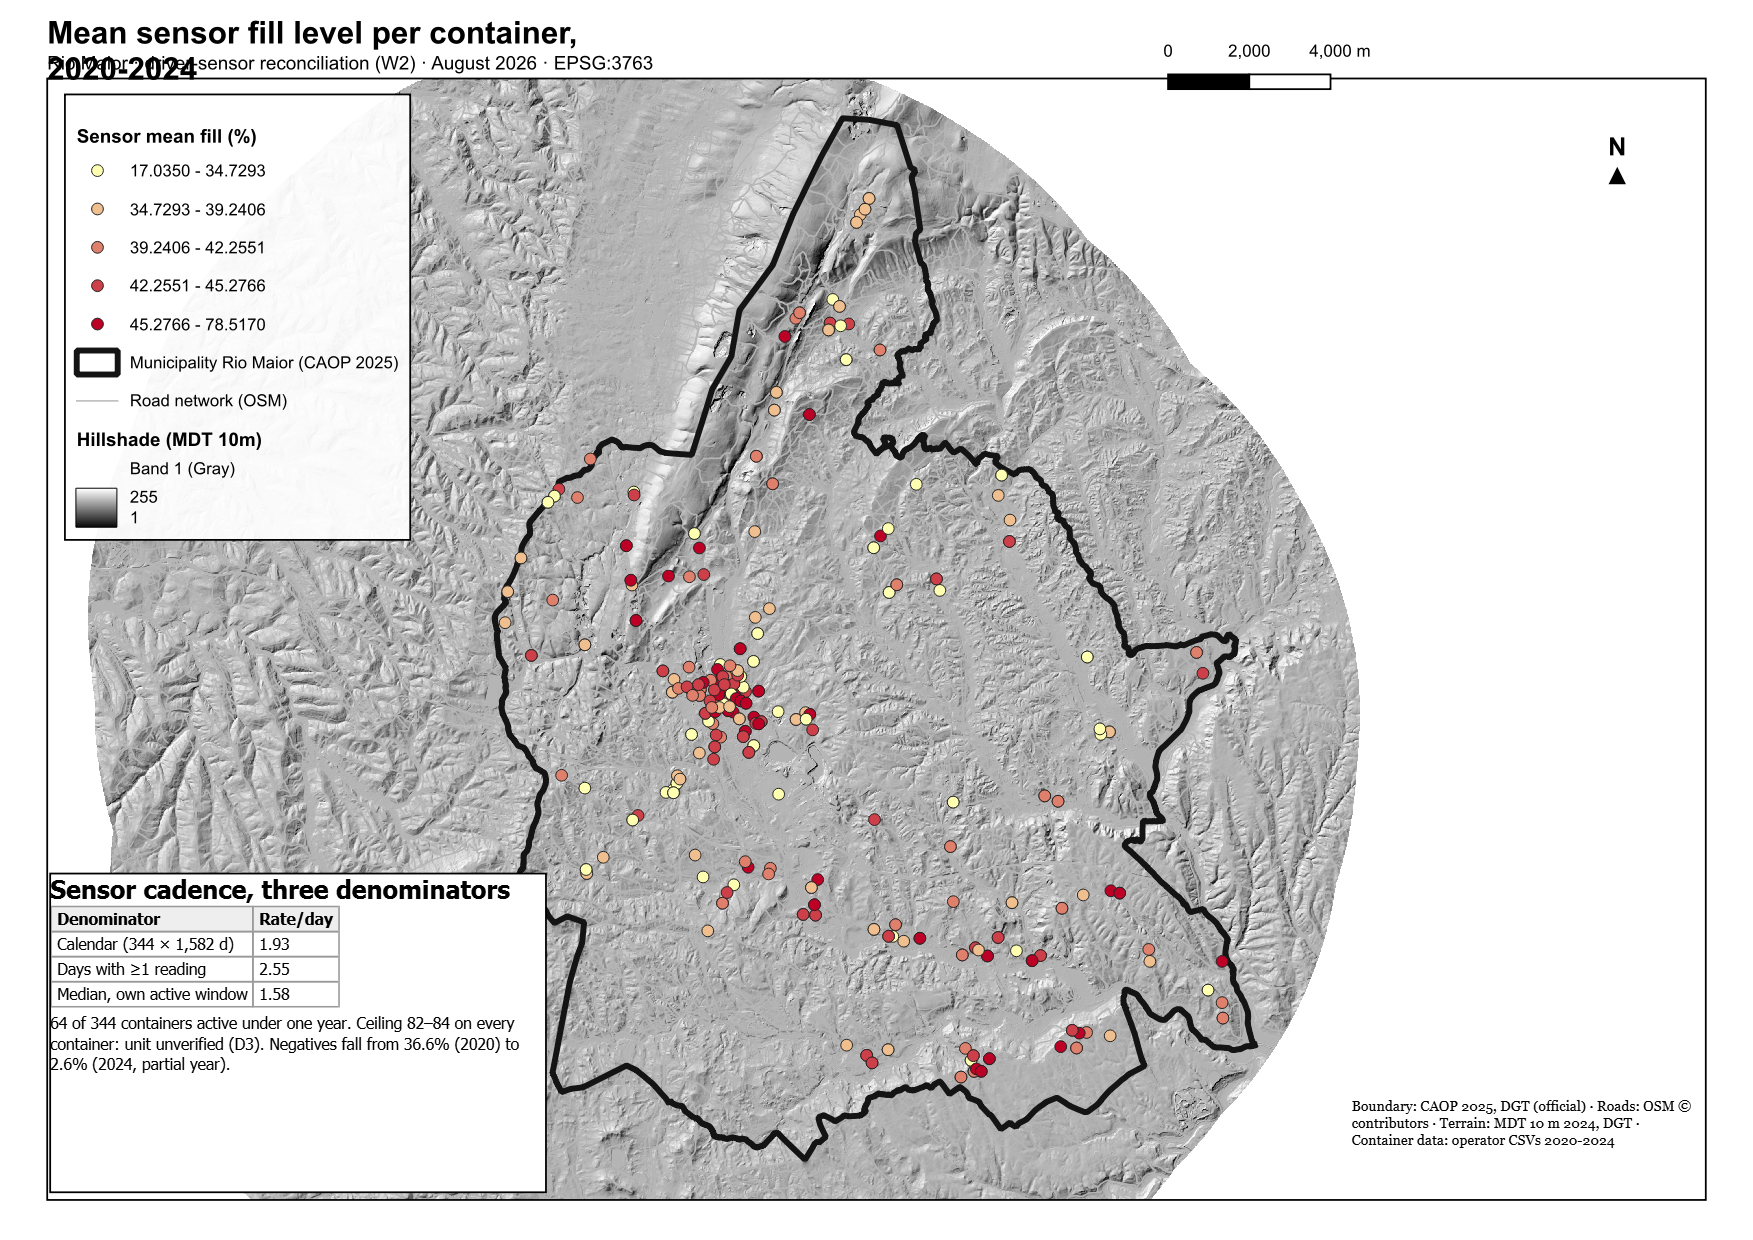 Mean sensor fill level per container,
2020-2024
Rio Maior · driver-sensor reconciliation (W2) · August 2026 · EPSG:3763
0 2,000 4,000 m
N
Sensor mean fill (%)
17.0350 - 34.7293
34.7293 - 39.2406
39.2406 - 42.2551
42.2551 - 45.2766
45.2766 - 78.5170
Municipality Rio Maior (CAOP 2025)
Road network (OSM)
Hillshade (MDT 10m)
Band 1 (Gray)
255
1
Sensor cadence, three denominators
Denominator Rate/day
Calendar (344 × 1,582 d) 1.93
Days with ≥1 reading 2.55
Median, own active window 1.58
64 of 344 containers active under one year. Ceiling 82–84 on every
container: unit unverified (D3). Negatives fall from 36.6% (2020) to
2.6% (2024, partial year).
Boundary: CAOP 2025, DGT (official) · Roads: OSM ©
contributors · Terrain: MDT 10 m 2024, DGT ·
Container data: operator CSVs 2020-2024